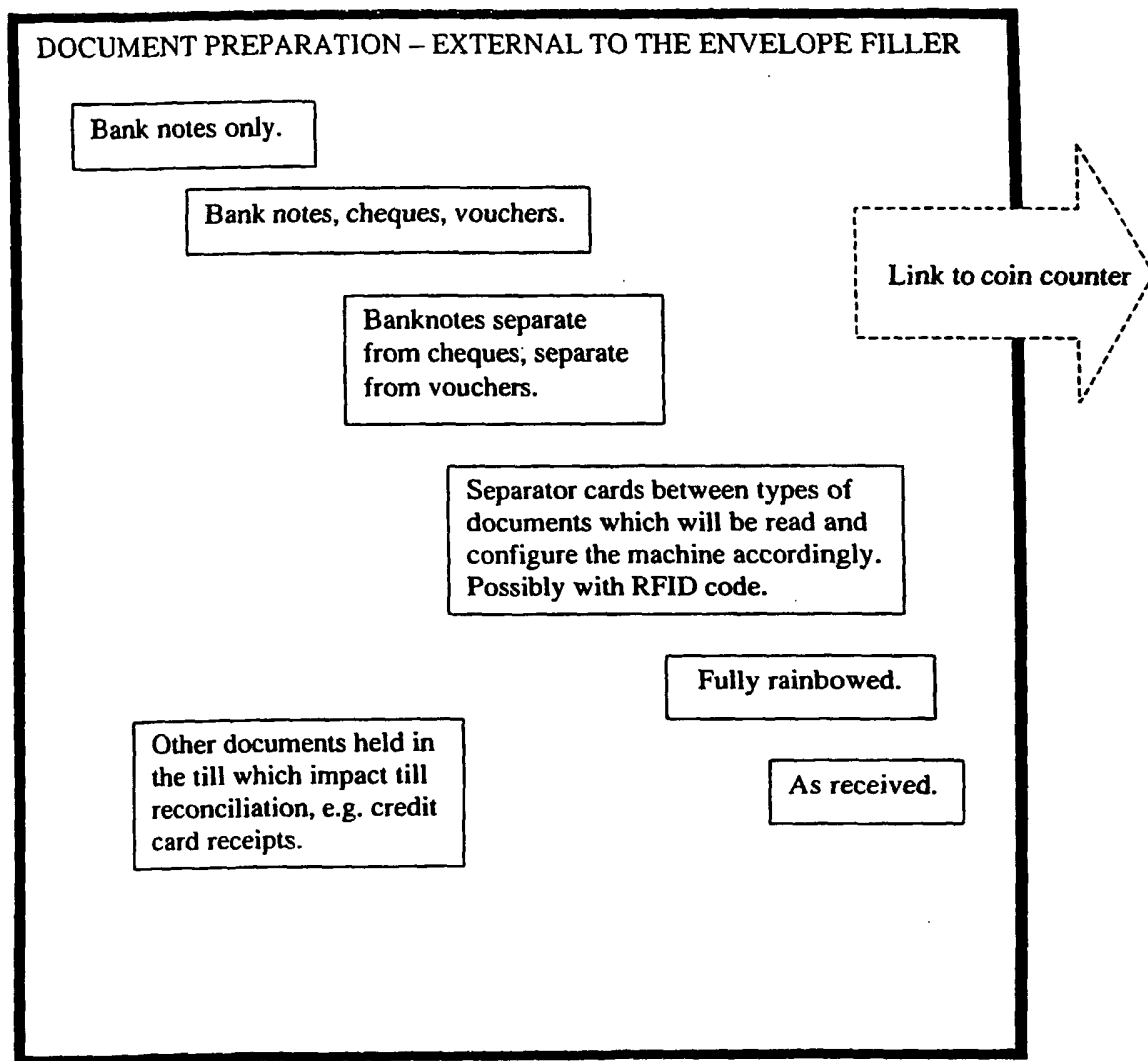 DOCUMENT PREPARATION – EXTERNAL TO THE ENVELOPE FILLER
Bank notes only.
Bank notes, cheques, vouchers.
Link to coin counter
Banknotes separate
from cheques; separate
from vouchers.
Separator cards between types of
documents which will be read and
configure the machine accordingly.
Possibly with RFID code.
Fully rainbowed.
Other documents held in
the till which impact till
reconciliation, e.g. credit
card receipts.
As received.